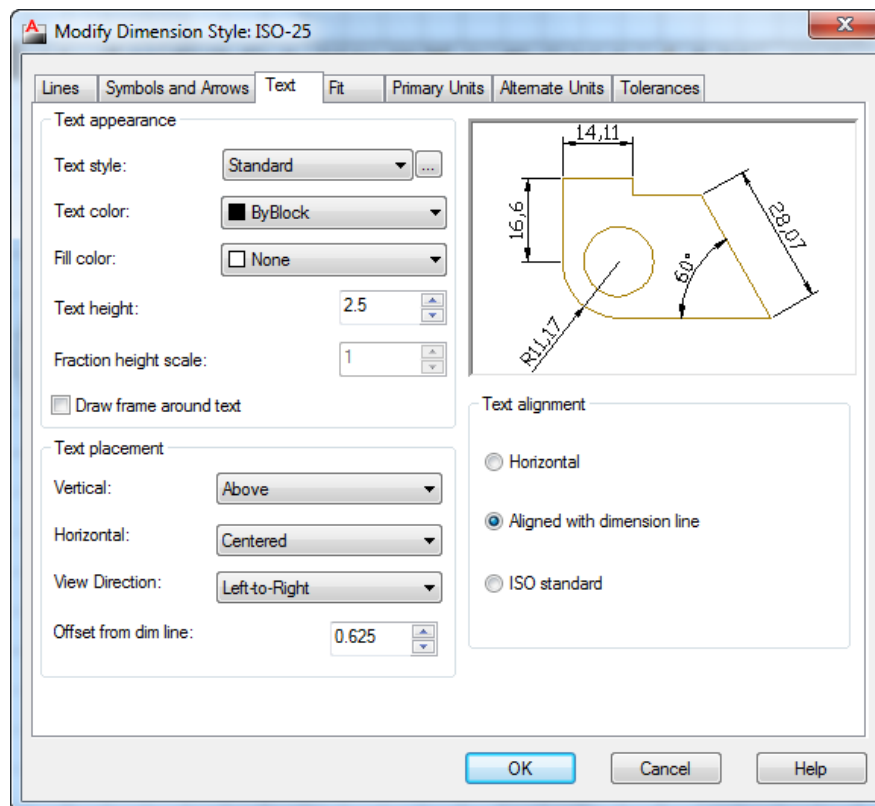 Modify Dimension Style: ISO-25
Lines Symbols and Arrows Text Fit Primary Units Alternate Units Tolerances
Text appearance
Text style: Standard ...
Text color: ByBlock
Fill color: None
Text height: 2.5
Fraction height scale: 1
Draw frame around text
Text placement
Vertical: Above
Horizontal: Centered
View Direction: Left-to-Right
Offset from dim line: 0.625
14,11
16,6
28,07
60°
R11,17
Text alignment
Horizontal
Aligned with dimension line
ISO standard
OK Cancel Help